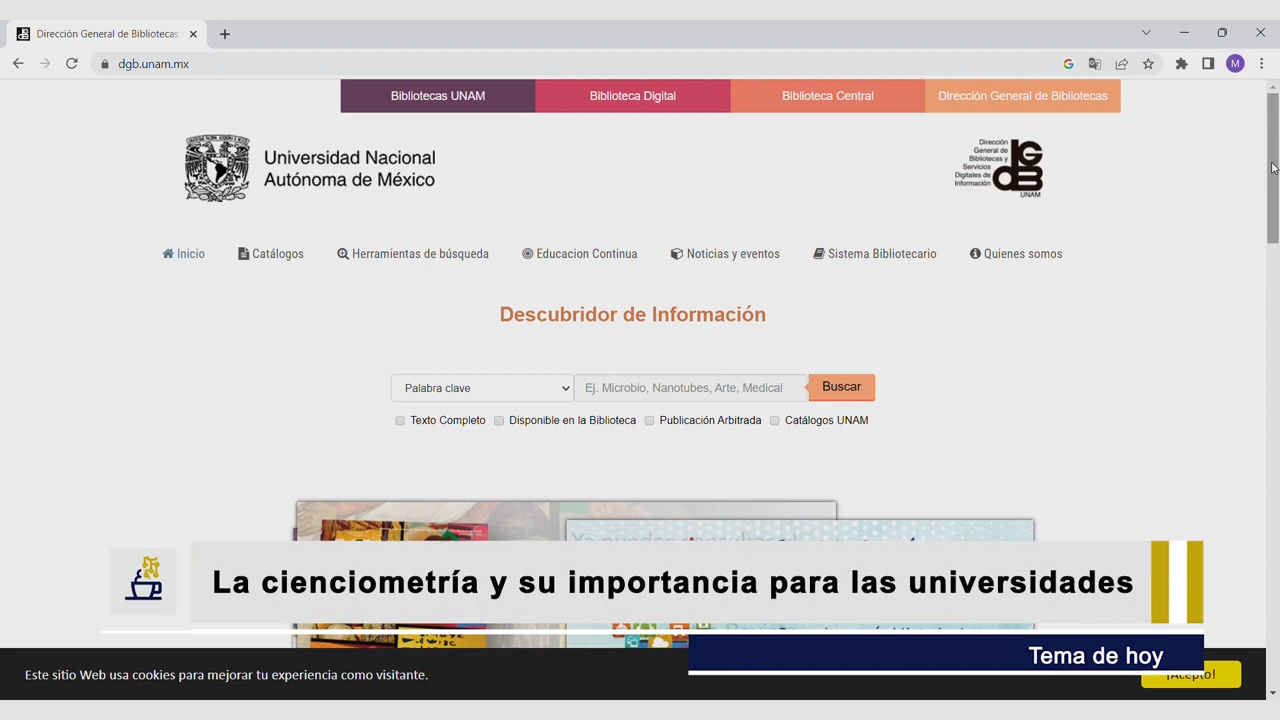 Dirección General de Bibliotecas
dgb.unam.mx
M
Bibliotecas UNAM
Biblioteca Digital
Biblioteca Central
Dirección General de Bibliotecas
Universidad Nacional
Autónoma de México
Dirección
General de
Bibliotecas y
Servicios
Digitales de
Información
UNAM
Inicio
Catálogos
Herramientas de búsqueda
Educacion Continua
Noticias y eventos
Sistema Bibliotecario
Quienes somos
Descubridor de Información
Palabra clave
Ej. Microbio, Nanotubes, Arte, Medical
Buscar
Texto Completo
Disponible en la Biblioteca
Publicación Arbitrada
Catálogos UNAM
La cienciometría y su importancia para las universidades
Tema de hoy
Este sitio Web usa cookies para mejorar tu experiencia como visitante.
¡Acepto!